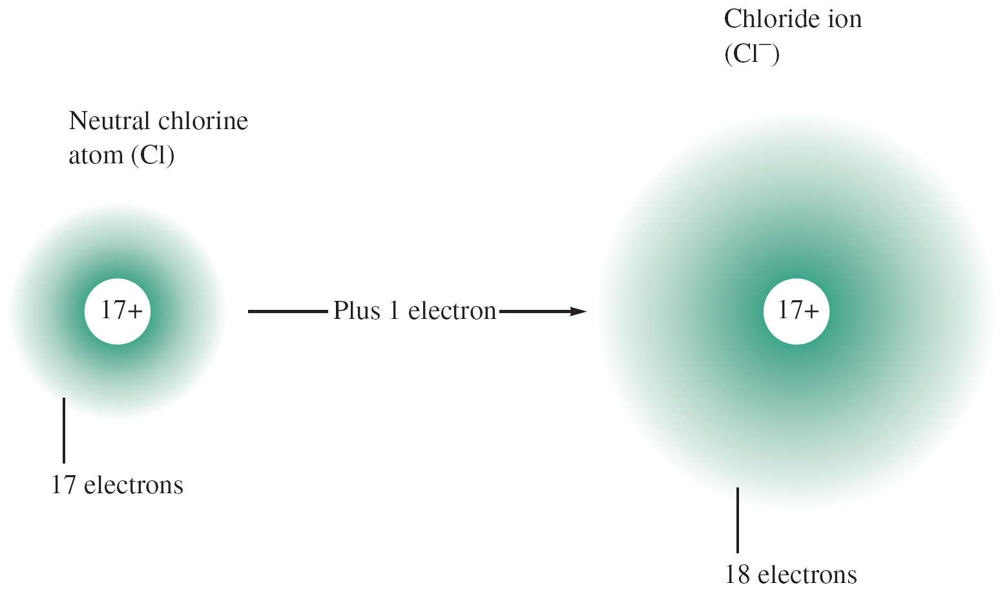 Chloride ion
(Cl⁻)
Neutral chlorine
atom (Cl)
17+
Plus 1 electron
17+
17 electrons
18 electrons